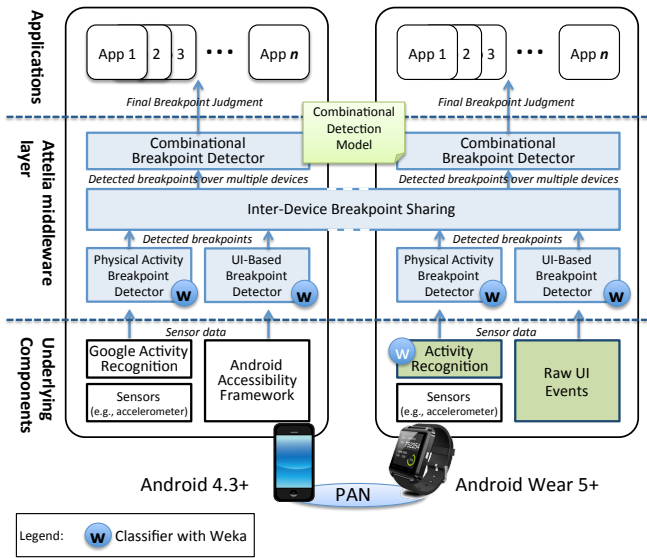 Applications
App 1
2
3
• • •
App n
Final Breakpoint Judgment
App 1
2
3
• • •
App n
Final Breakpoint Judgment
Attelia middleware
layer
Combinational
Breakpoint Detector
Combinational
Detection
Model
Combinational
Breakpoint Detector
Detected breakpoints over multiple devices
Detected breakpoints over multiple devices
Inter-Device Breakpoint Sharing
Detected breakpoints
Detected breakpoints
Physical Activity
Breakpoint
Detector
w
UI-Based
Breakpoint
Detector
w
Physical Activity
Breakpoint
Detector
w
UI-Based
Breakpoint
Detector
w
Underlying
Components
Sensor data
Sensor data
Google Activity
Recognition
Sensors
(e.g., accelerometer)
Android
Accessibility
Framework
w
Activity
Recognition
Sensors
(e.g., accelerometer)
Raw UI
Events
Android 4.3+
PAN
Android Wear 5+
Legend:
w
Classifier with Weka